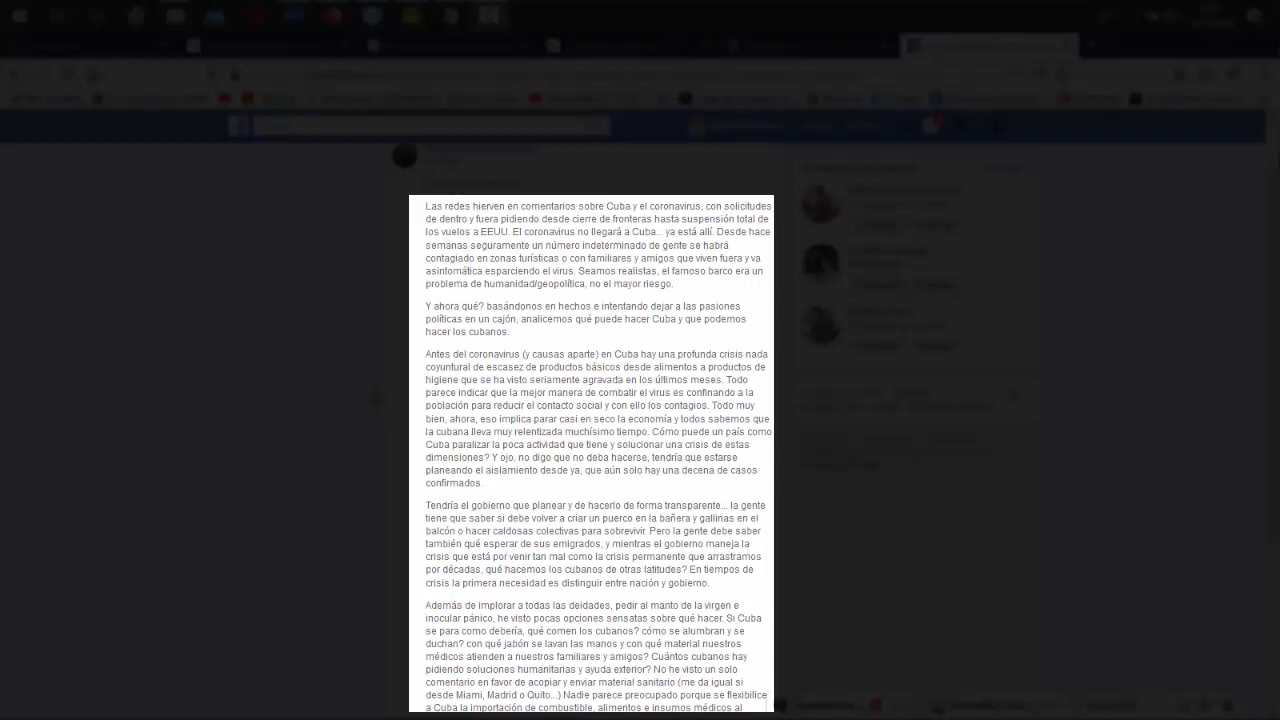 Las redes hierven en comentarios sobre Cuba y el coronavirus, con solicitudes
de dentro y fuera pidiendo desde cierre de fronteras hasta suspensión total de
los vuelos a EEUU. El coronavirus no llegará a Cuba... ya está allí. Desde hace
semanas seguramente un número indeterminado de gente se habrá
contagiado en zonas turísticas o con familiares y amigos que viven fuera y va
asintomática esparciendo el virus. Seamos realistas, el famoso barco era un
problema de humanidad/geopolítica, no el mayor riesgo.
Y ahora qué? basándonos en hechos e intentando dejar a las pasiones
políticas en un cajón, analicemos qué puede hacer Cuba y que podemos
hacer los cubanos.
Antes del coronavirus (y causas aparte) en Cuba hay una profunda crisis nada
coyuntural de escasez de productos básicos desde alimentos a productos de
higiene que se ha visto seriamente agravada en los últimos meses. Todo
parece indicar que la mejor manera de combatir el virus es confinando a la
población para reducir el contacto social y con ello los contagios. Todo muy
bien, ahora, eso implica parar casi en seco la economía y todos sabemos que
la cubana lleva muy relentizada muchísimo tiempo. Cómo puede un país como
Cuba paralizar la poca actividad que tiene y solucionar una crisis de estas
dimensiones? Y ojo, no digo que no deba hacerse, tendría que estarse
planeando el aislamiento desde ya, que aún solo hay una decena de casos
confirmados.
Tendría el gobierno que planear y de hacerlo de forma transparente... la gente
tiene que saber si debe volver a criar un puerco en la bañera y gallinas en el
balcón o hacer caldosas colectivas para sobrevivir. Pero la gente debe saber
también qué esperar de sus emigrados, y mientras el gobierno maneja la
crisis que está por venir tan mal como la crisis permanente que arrastramos
por décadas, qué hacemos los cubanos de otras latitudes? En tiempos de
crisis la primera necesidad es distinguir entre nación y gobierno.
Además de implorar a todas las deidades, pedir al manto de la virgen e
inocular pánico, he visto pocas opciones sensatas sobre qué hacer. Si Cuba
se para como debería, qué comen los cubanos? cómo se alumbran y se
duchan? con qué jabón se lavan las manos y con qué material nuestros
médicos atienden a nuestros familiares y amigos? Cuántos cubanos hay
pidiendo soluciones humanitarias y ayuda exterior? No he visto un solo
comentario en favor de acopiar y enviar material sanitario (me da igual si
desde Miami, Madrid o Quito...) Nadie parece preocupado porque se flexibilice
a Cuba la importación de combustible, alimentos e insumos médicos al